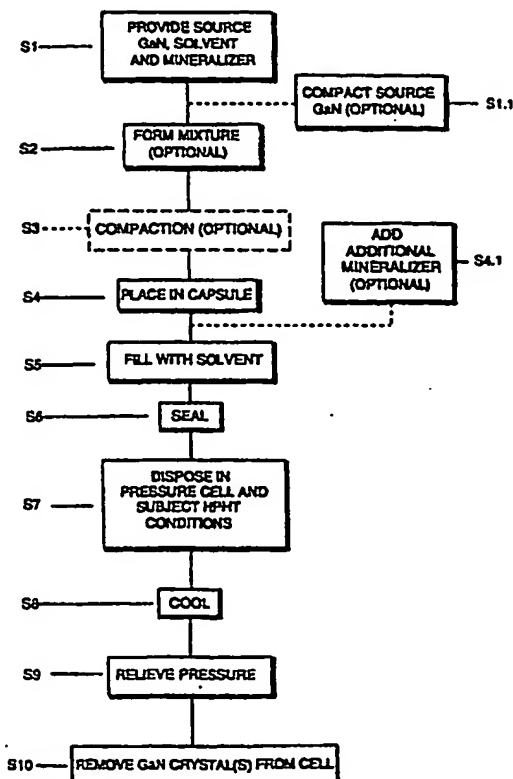 S1
PROVIDE SOURCE
GaN, SOLVENT
AND MINERALIZER
COMPACT SOURCE
GaN (OPTIONAL)
S1.1
S2
FORM MIXTURE
(OPTIONAL)
S3
COMPACTION (OPTIONAL)
ADD
ADDITIONAL
MINERALIZER
(OPTIONAL)
S4.1
S4
PLACE IN CAPSULE
S5
FILL WITH SOLVENT
S6
SEAL
S7
DISPOSE IN
PRESSURE CELL AND
SUBJECT HPHT
CONDITIONS
S8
COOL
S9
RELIEVE PRESSURE
S10
REMOVE GaN CRYSTAL(S) FROM CELL